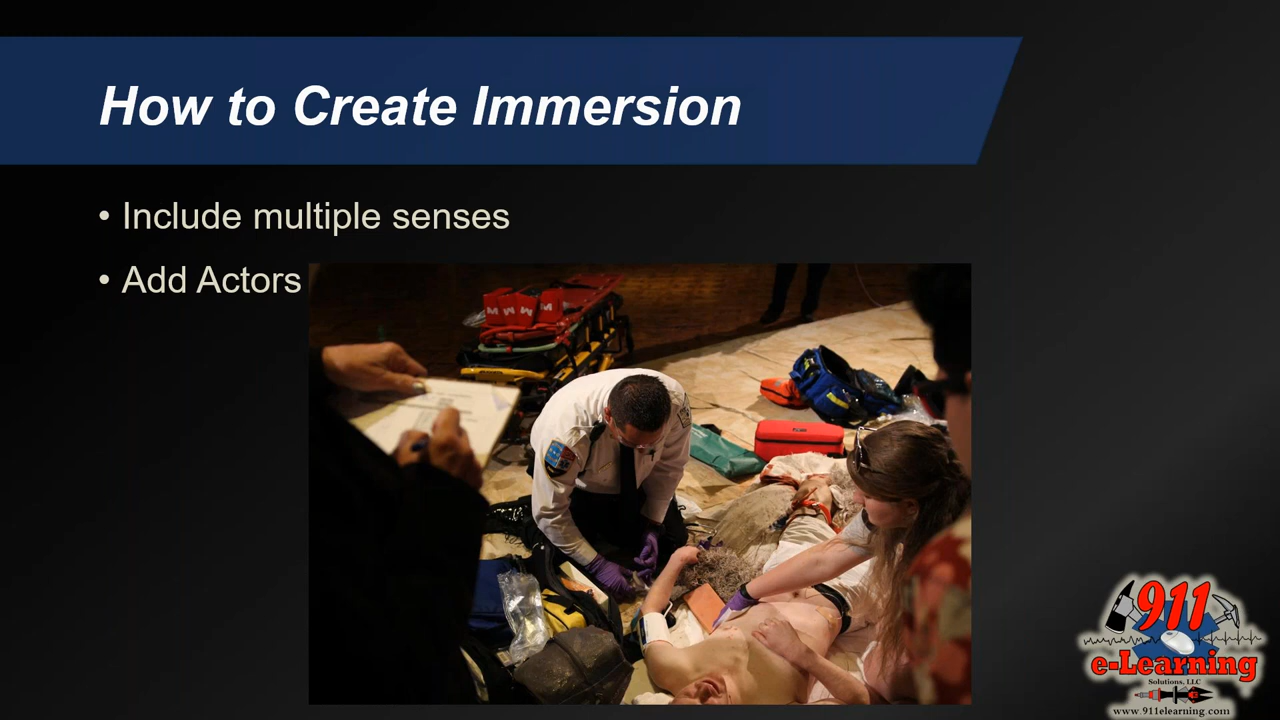 How to Create Immersion
• Include multiple senses
• Add Actors
911
e-Learning
Solutions, LLC
www.911elearning.com